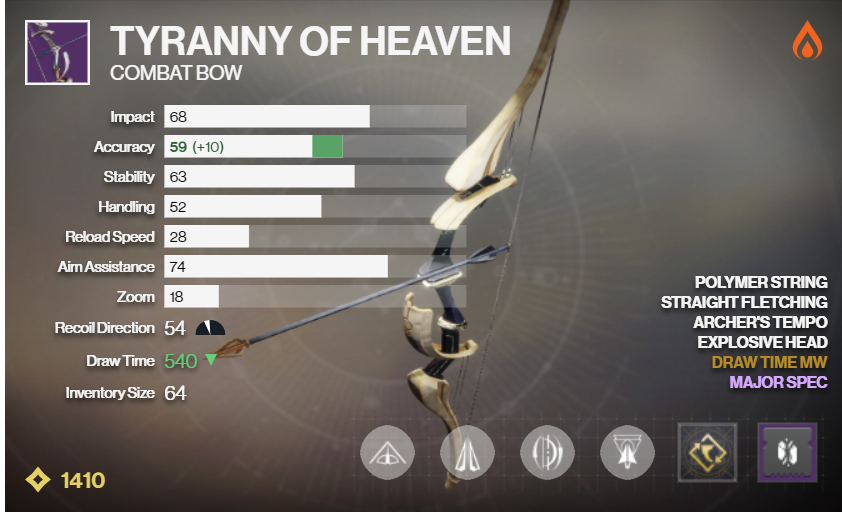 TYRANNY OF HEAVEN
COMBAT BOW
Impact 68
Accuracy 59 (+10)
Stability 63
Handling 52
Reload Speed 28
Aim Assistance 74
Zoom 18
Recoil Direction 54
Draw Time 540
Inventory Size 64
POLYMER STRING
STRAIGHT FLETCHING
ARCHER'S TEMPO
EXPLOSIVE HEAD
DRAW TIME MW
MAJOR SPEC
1410